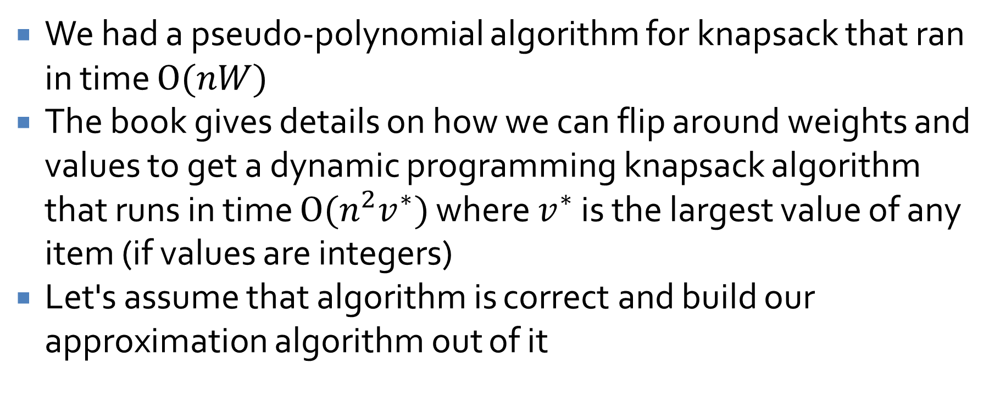 ▪ We had a pseudo-polynomial algorithm for knapsack that ran
in time O(nW)
▪ The book gives details on how we can flip around weights and
values to get a dynamic programming knapsack algorithm
that runs in time O(n²v*) where v* is the largest value of any
item (if values are integers)
▪ Let's assume that algorithm is correct and build our
approximation algorithm out of it